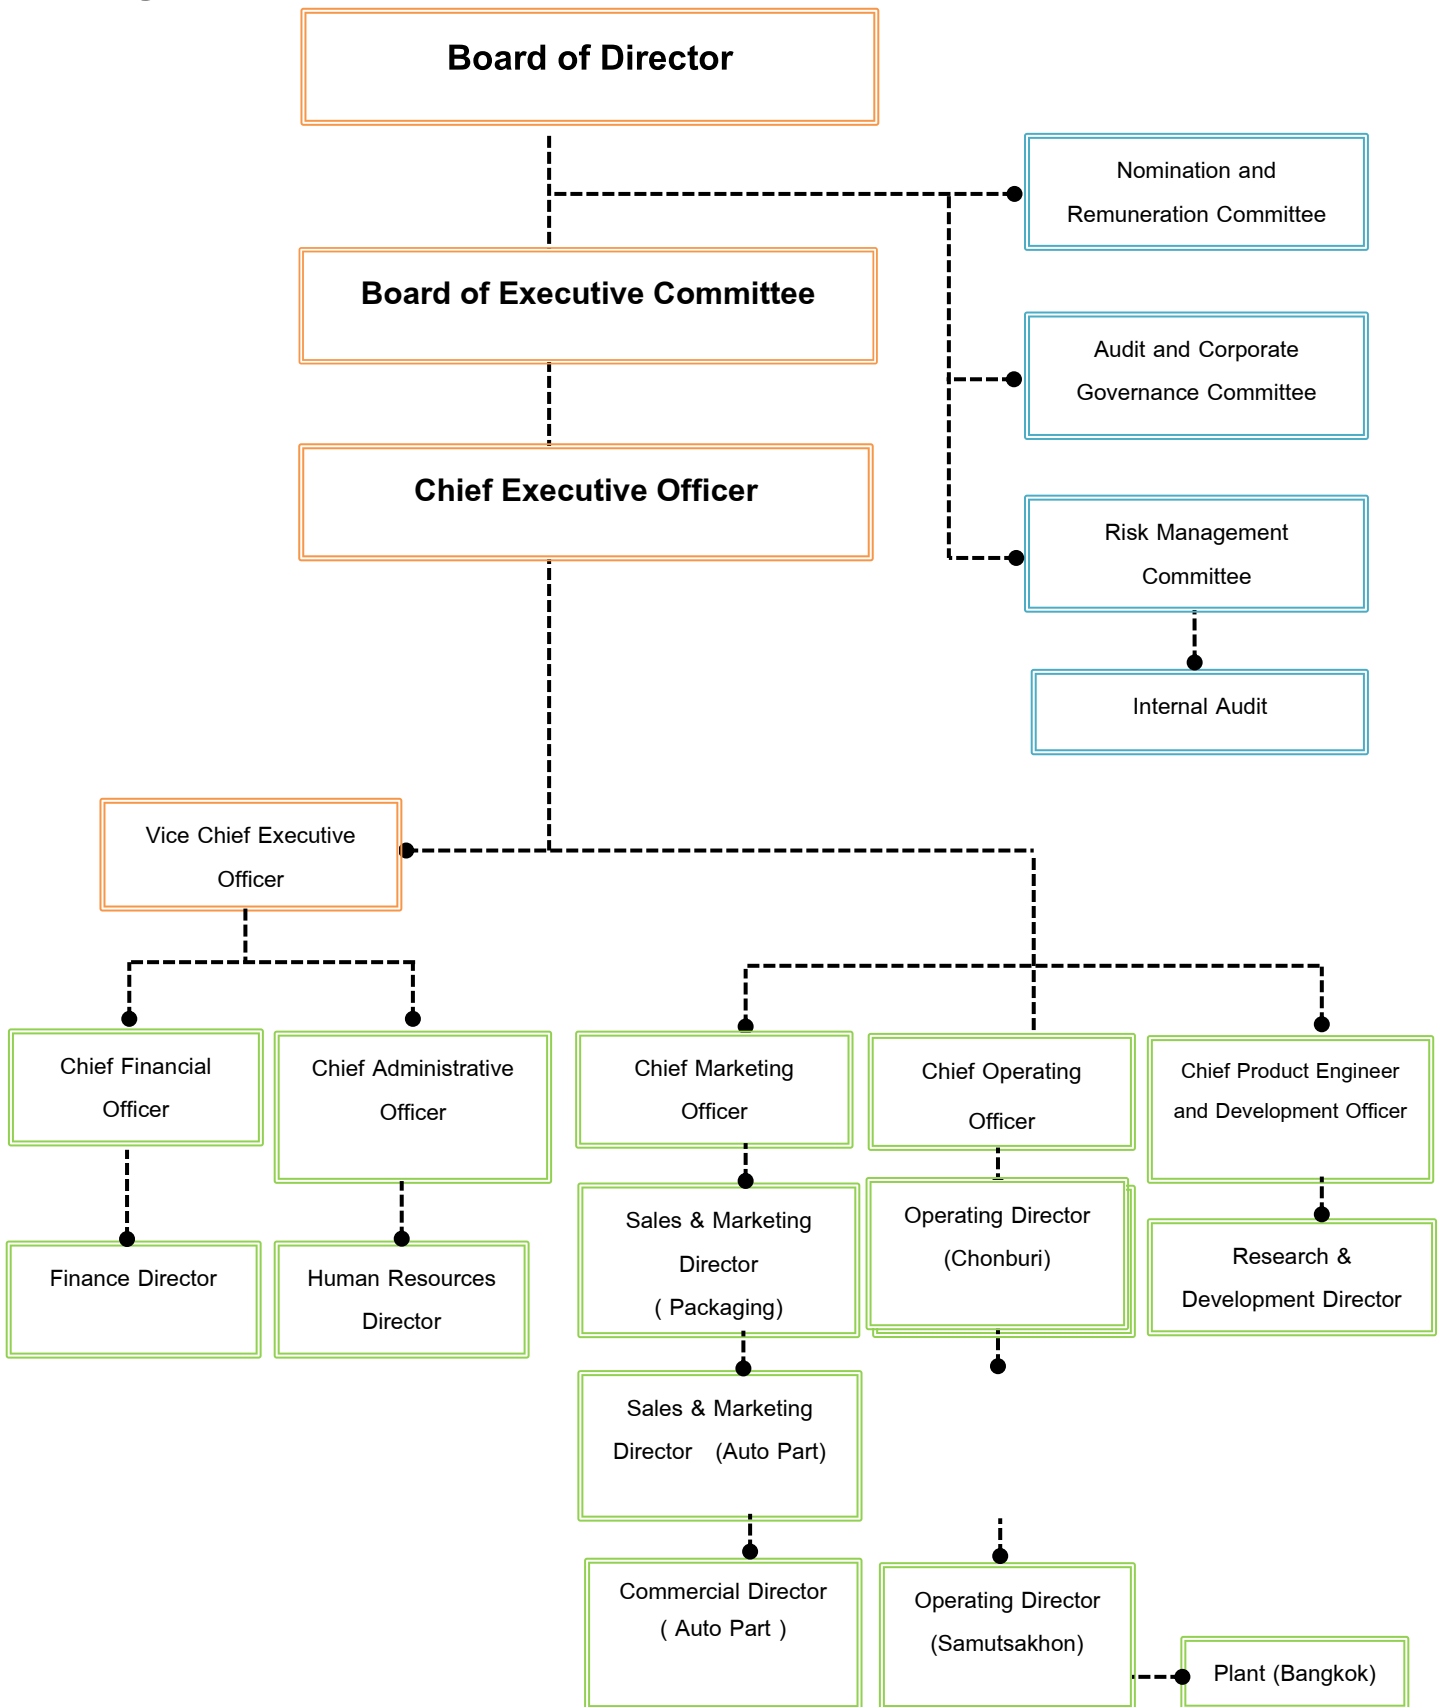 Board of Director
Nomination and
Remuneration Committee
Board of Executive Committee
Audit and Corporate
Governance Committee
Chief Executive Officer
Risk Management
Committee
Internal Audit
Vice Chief Executive
Officer
Chief Financial
Officer
Chief Administrative
Officer
Chief Marketing
Officer
Chief Operating
Officer
Chief Product Engineer
and Development Officer
Finance Director
Human Resources
Director
Sales & Marketing
Director
( Packaging)
Operating Director
(Chonburi)
Research &
Development Director
Sales & Marketing
Director (Auto Part)
Commercial Director
( Auto Part )
Operating Director
(Samutsakhon)
Plant (Bangkok)